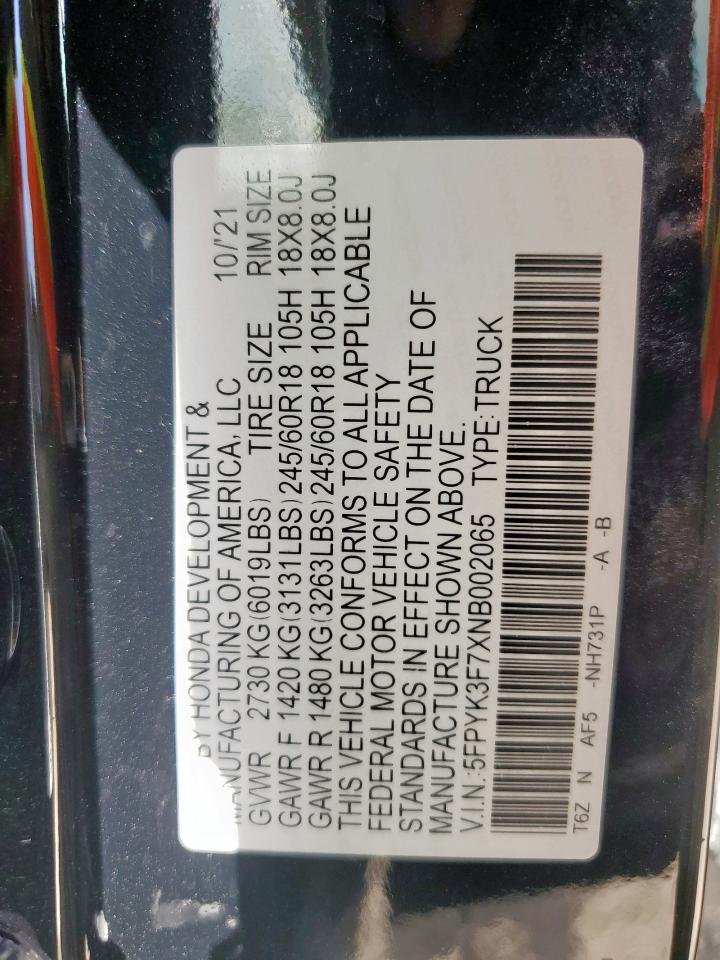 BY HONDA DEVELOPMENT &
MANUFACTURING OF AMERICA, LLC 10/'21
GVWR 2730 KG (6019LBS) TIRE SIZE RIM SIZE
GAWR F 1420 KG (3131LBS) 245/60R18 105H 18X8.0J
GAWR R 1480 KG (3263LBS) 245/60R18 105H 18X8.0J
THIS VEHICLE CONFORMS TO ALL APPLICABLE
FEDERAL MOTOR VEHICLE SAFETY
STANDARDS IN EFFECT ON THE DATE OF
MANUFACTURE SHOWN ABOVE.
V.I.N.:5FPYK3F7XNB002065 TYPE: TRUCK
T6Z N AF5 -NH731P -A -B